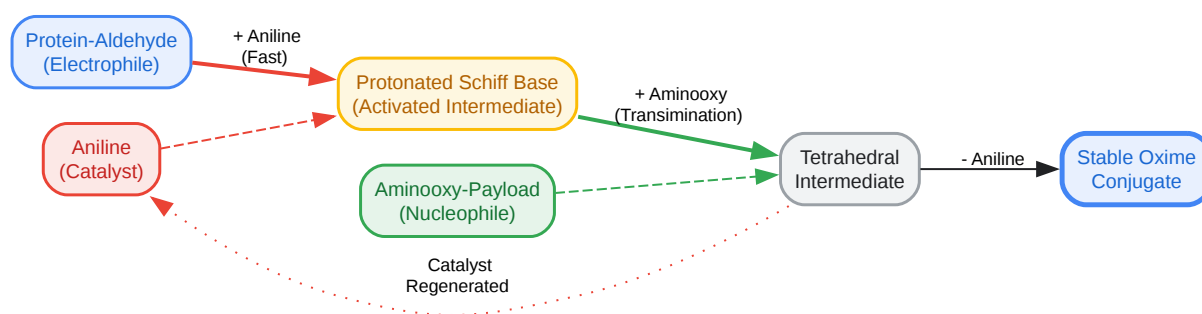 Protein-Aldehyde
(Electrophile)
+ Aniline
(Fast)
Protonated Schiff Base
(Activated Intermediate)
Aniline
(Catalyst)
+ Aminooxy
(Transimination)
Aminooxy-Payload
(Nucleophile)
Tetrahedral
Intermediate
- Aniline
Stable Oxime
Conjugate
Catalyst
Regenerated